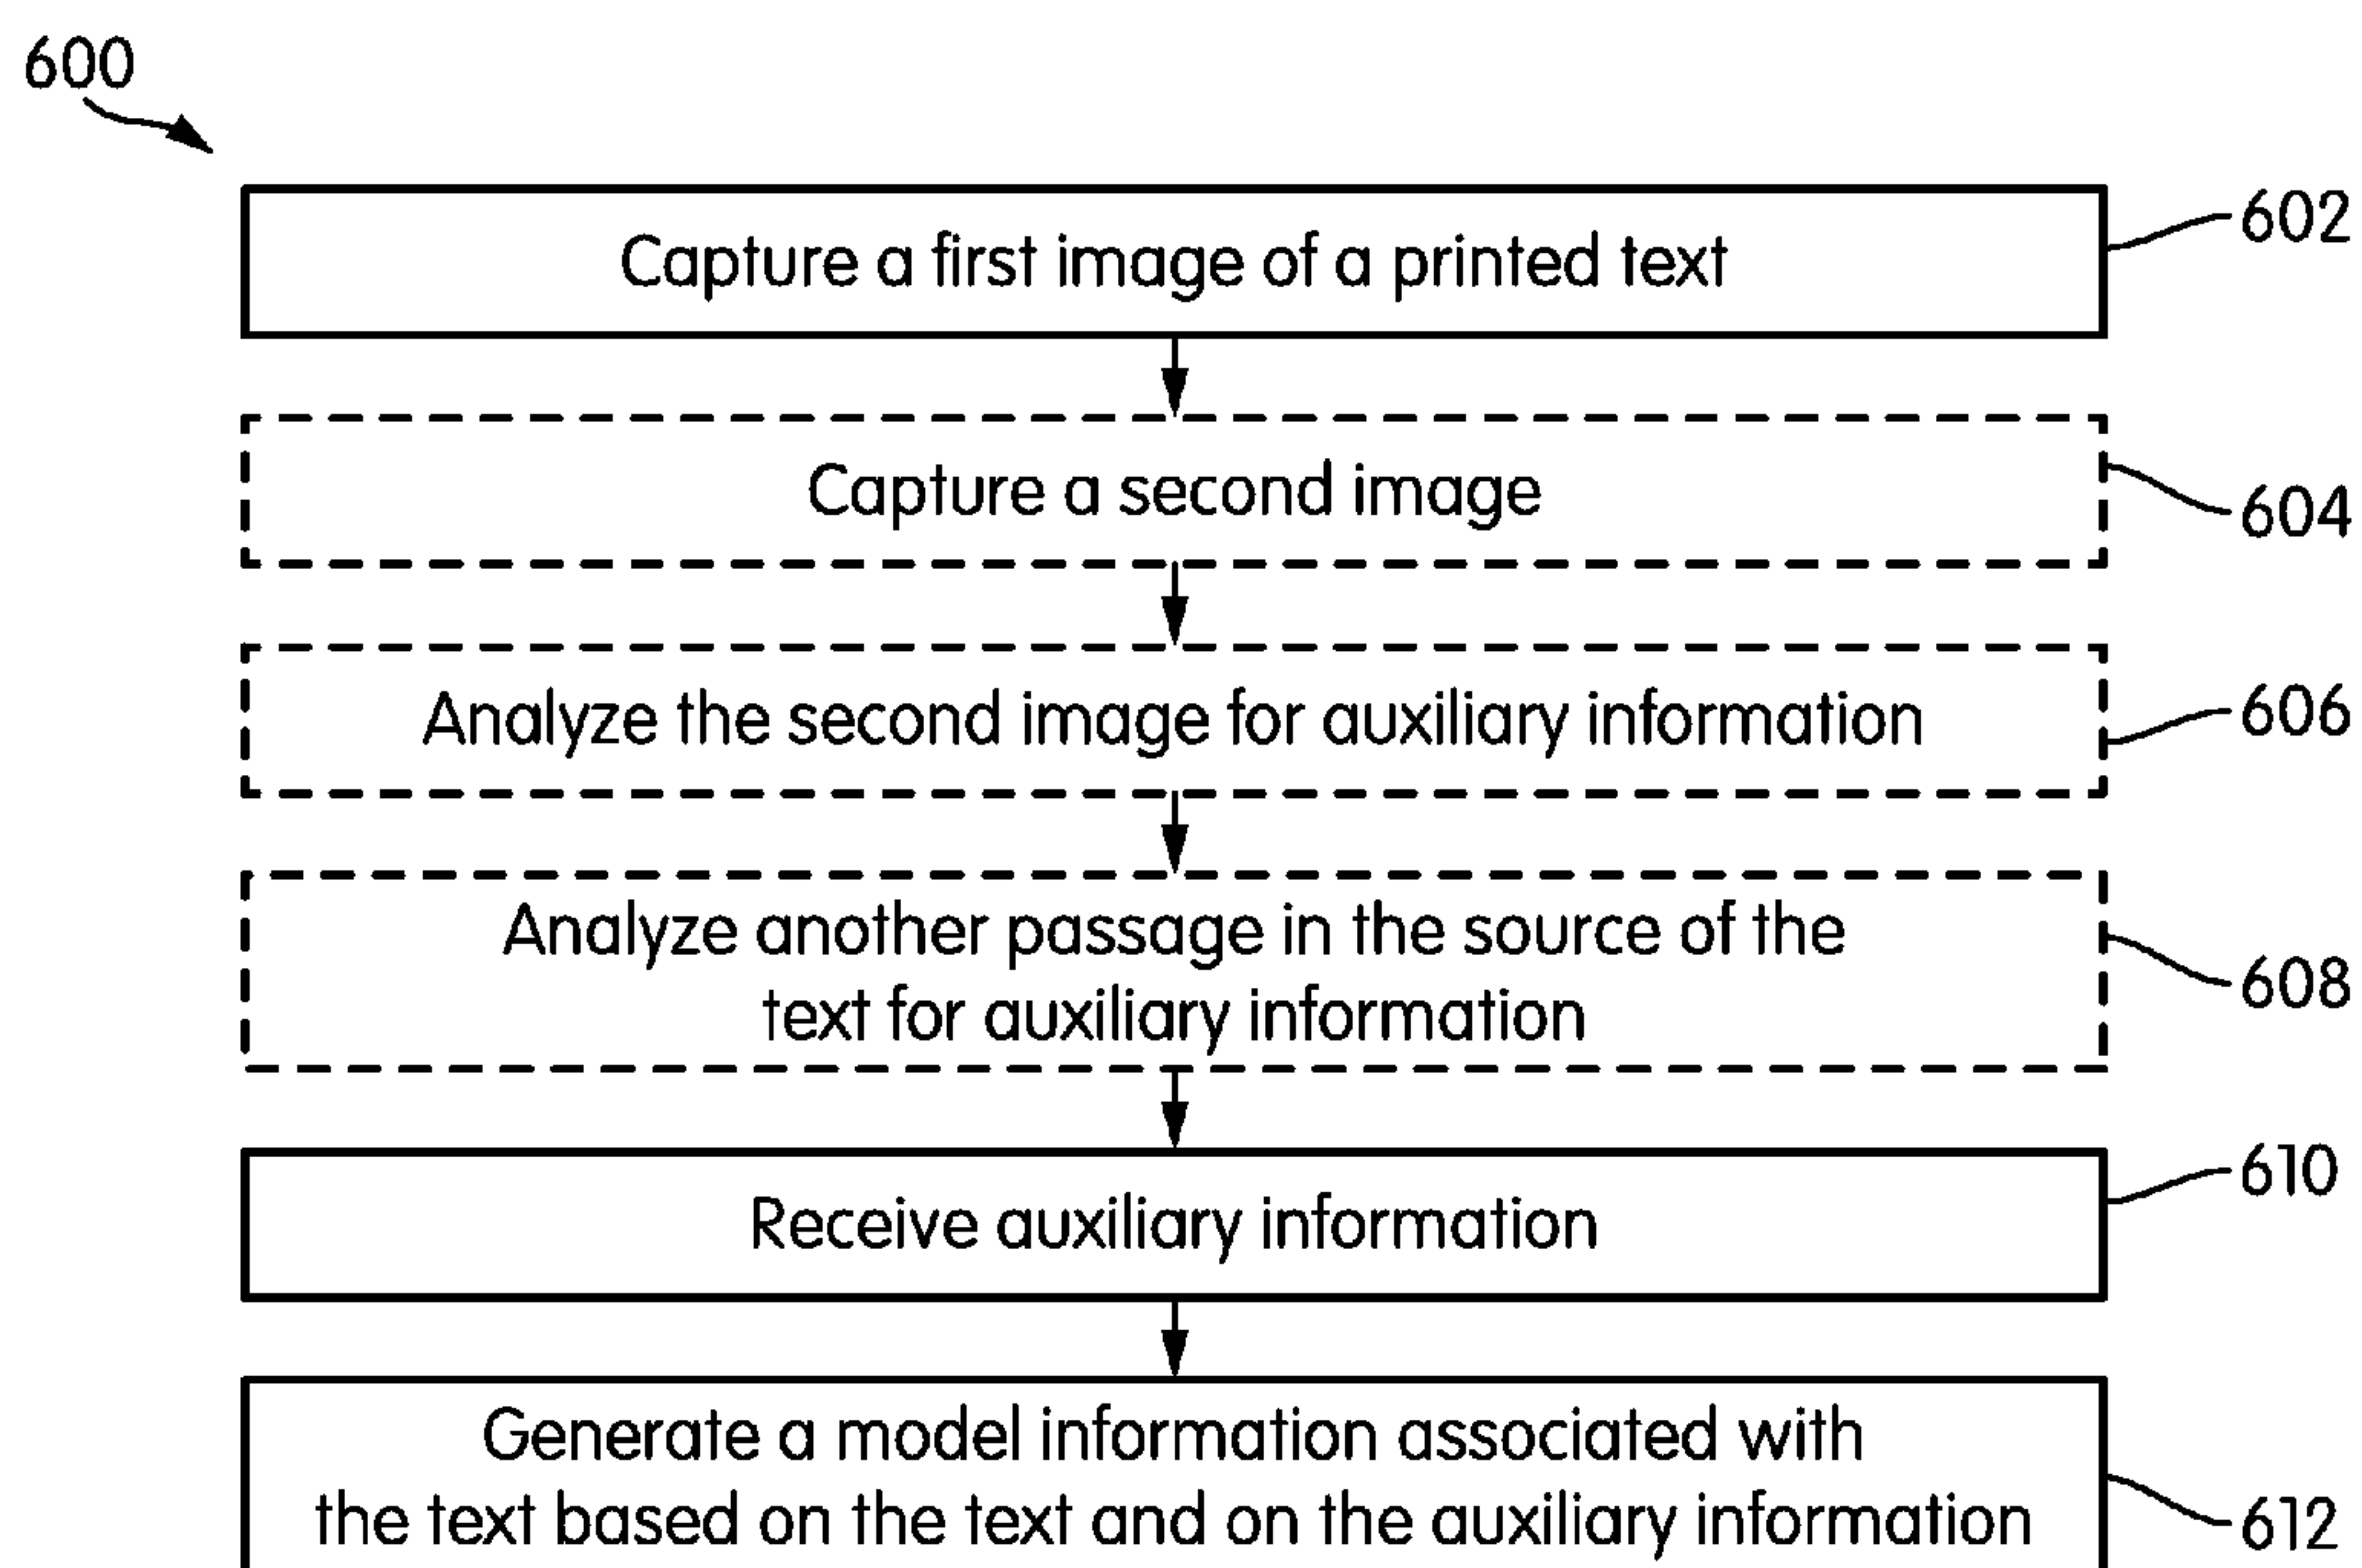 600
Capture a first image of a printed text
602
Capture a second image
604
Analyze the second image for auxiliary information
606
Analyze another passage in the source of the
text for auxiliary information
608
Receive auxiliary information
610
Generate a model information associated with
the text based on the text and on the auxiliary information
612